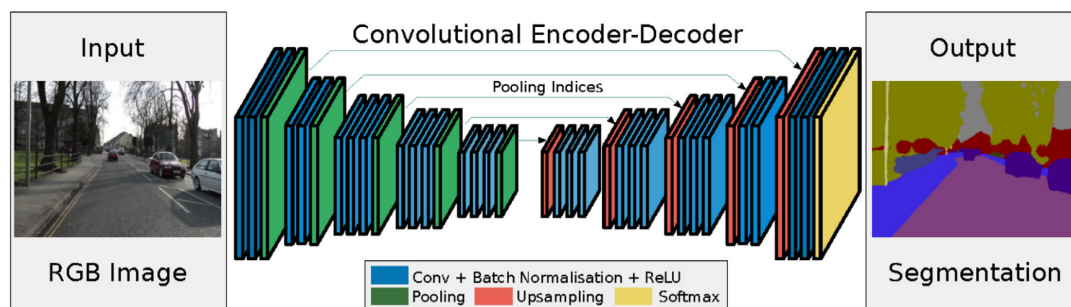 Input
RGB Image
Convolutional Encoder-Decoder
Pooling Indices
Conv + Batch Normalisation + ReLU
Pooling Upsampling Softmax
Output
Segmentation